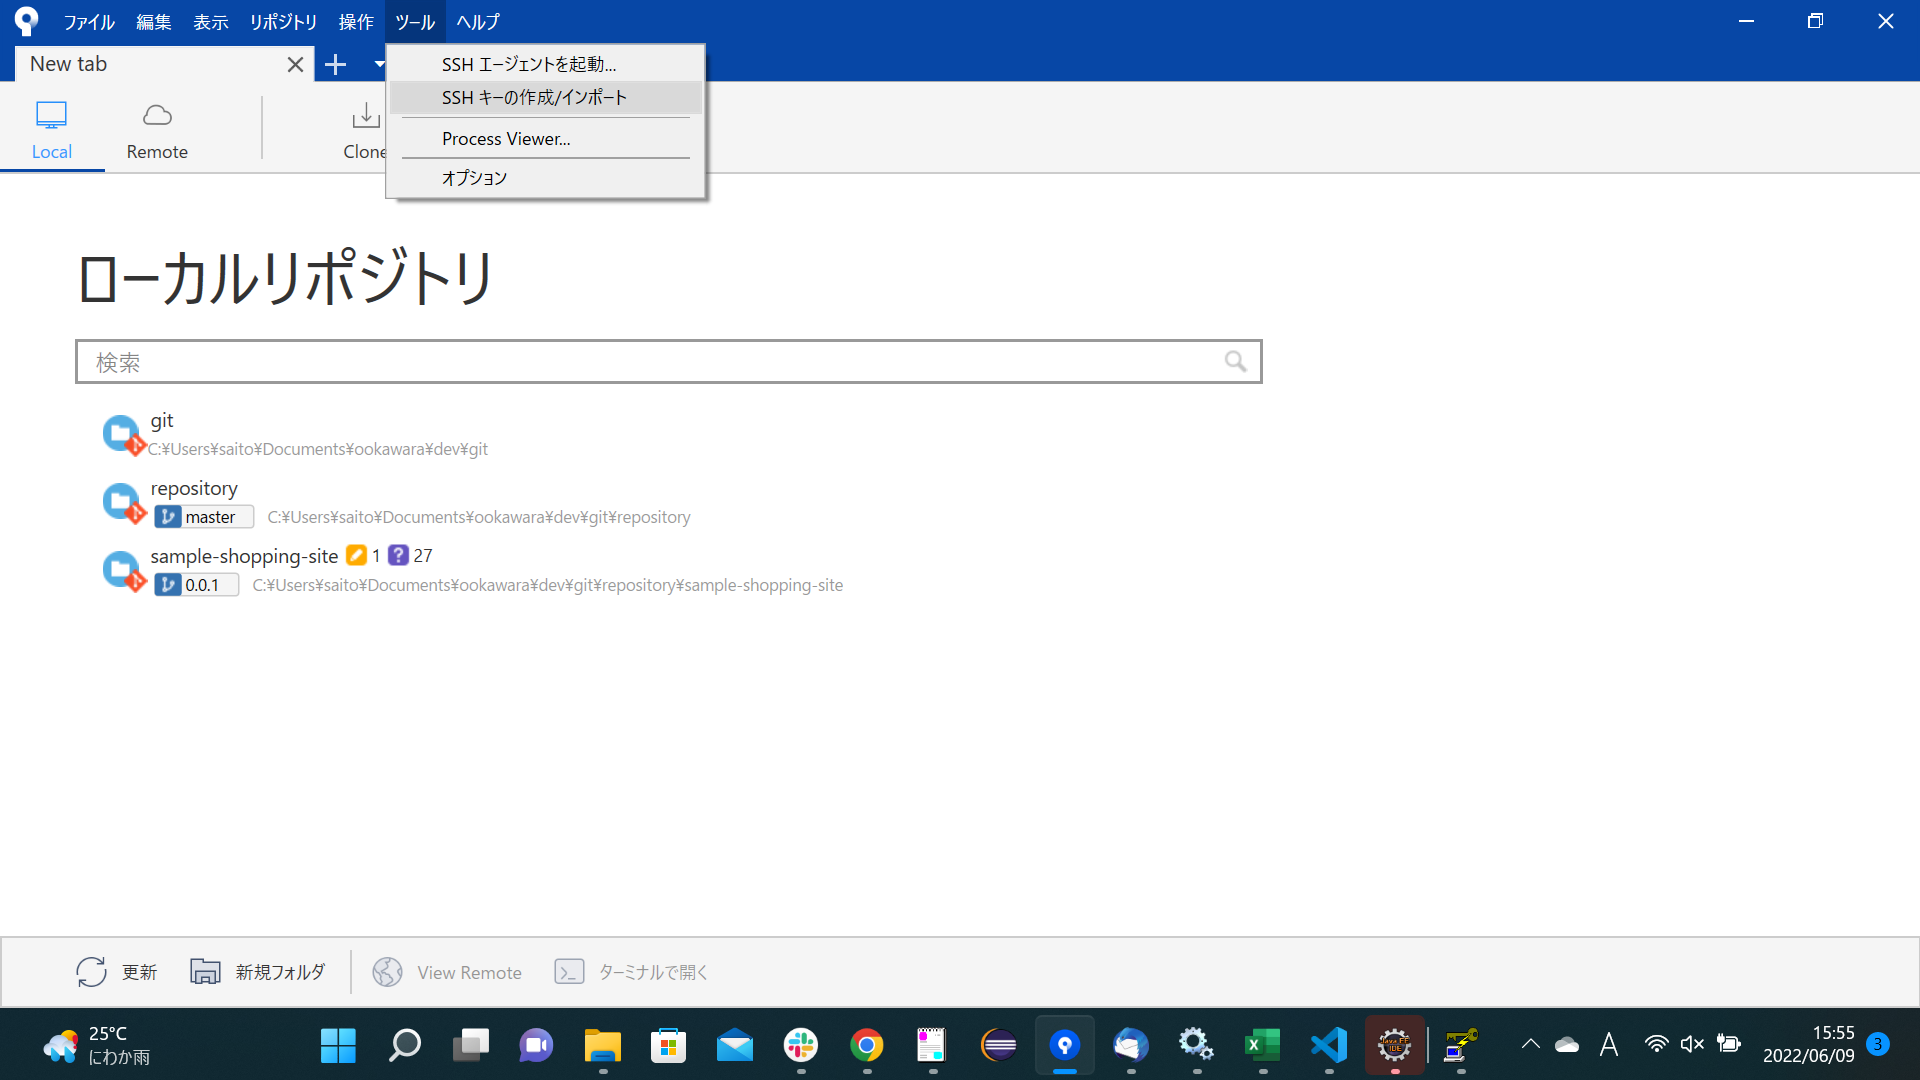 ファイル 編集 表示 リポジトリ 操作 ツール ヘルプ
New tab
SSH エージェントを起動...
SSH キーの作成/インポート
Process Viewer...
オプション
Local Remote Clone
ローカルリポジトリ
検索
git
C:¥Users¥saito¥Documents¥ookawara¥dev¥git
repository
master C:¥Users¥saito¥Documents¥ookawara¥dev¥git¥repository
sample-shopping-site 1 ? 27
0.0.1 C:¥Users¥saito¥Documents¥ookawara¥dev¥git¥repository¥sample-shopping-site
更新 新規フォルダ View Remote ターミナルで開く
25°C
にわか雨
Java EE
IDE
A
15:55
2022/06/09
3